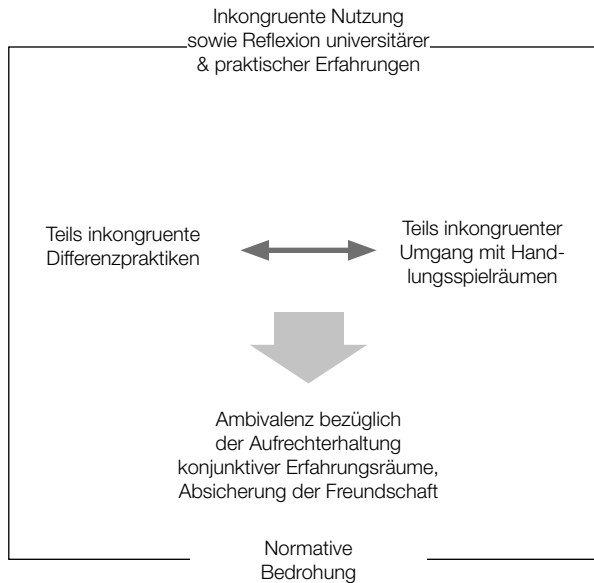 Inkongruente Nutzung
sowie Reflexion universitärer
& praktischer Erfahrungen
Teils inkongruente
Differenzpraktiken
Teils inkongruenter
Umgang mit Hand-
lungsspielräumen
Ambivalenz bezüglich
der Aufrechterhaltung
konjunktiver Erfahrungsräume,
Absicherung der Freundschaft
Normative
Bedrohung